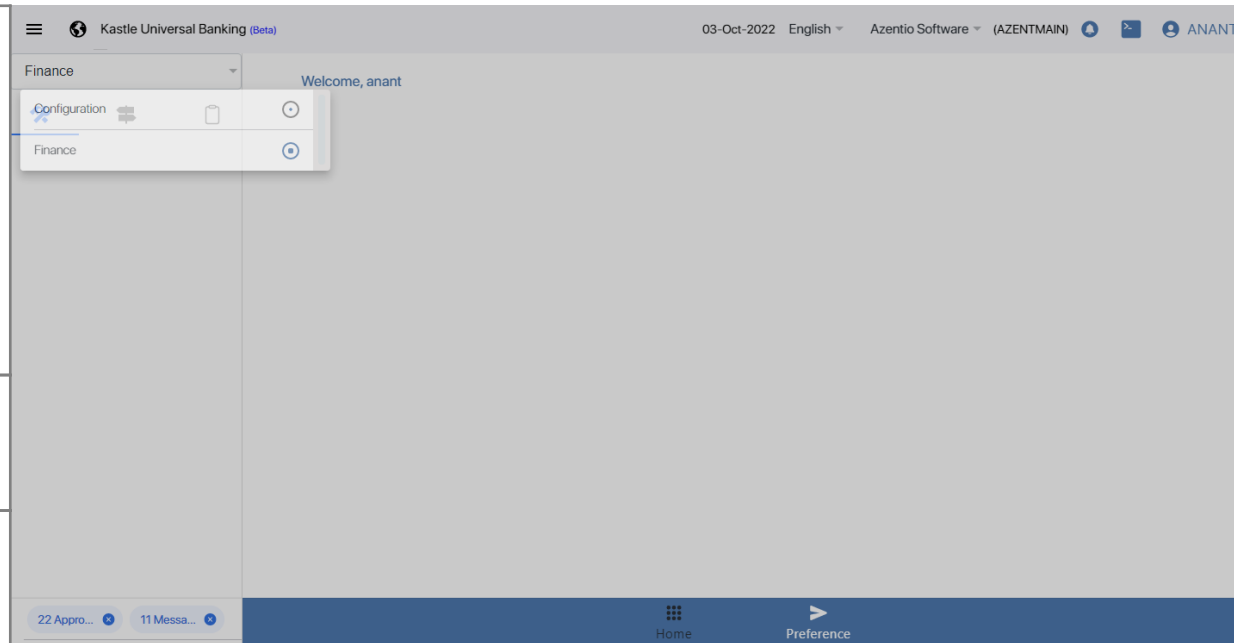 Kastle Universal Banking (Beta)
03-Oct-2022 English Azentio Software (AZENTMAIN) ANANT
Finance
Welcome, anant
Configuration
Finance
22 Appro... 11 Messa...
Home Preference